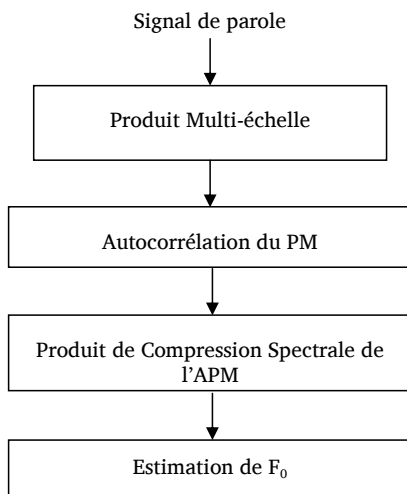 Signal de parole
Produit Multi-échelle
Autocorrélation du PM
Produit de Compression Spectrale de
l'APM
Estimation de F₀